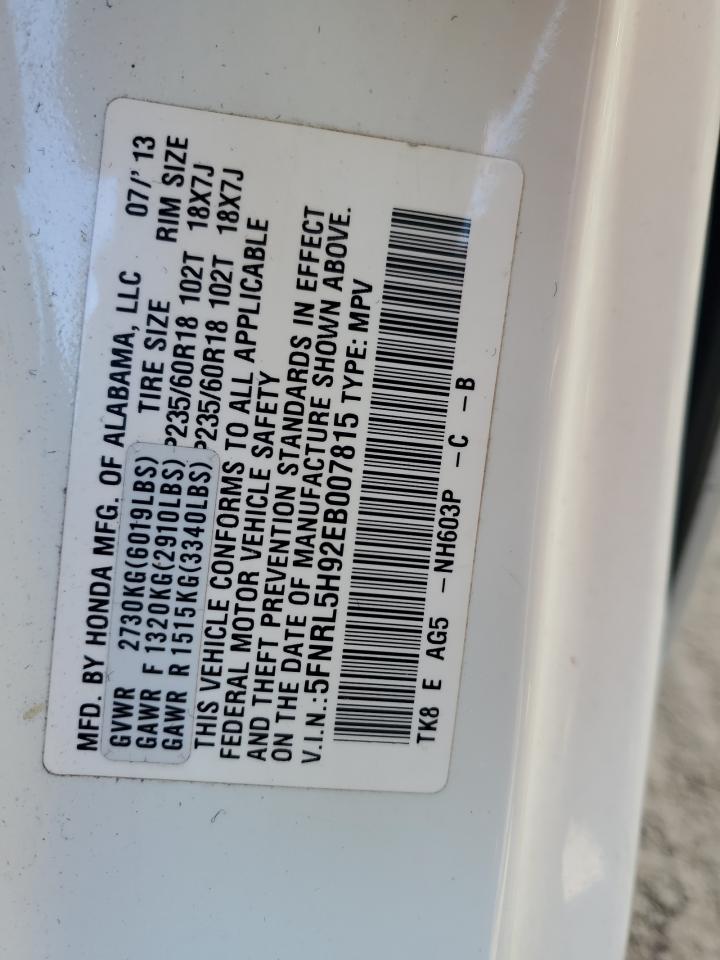 MFD. BY HONDA MFG. OF ALABAMA, LLC 07/'13
GVWR 2730KG(6019LBS) TIRE SIZE RIM SIZE
GAWR F 1320KG(2910LBS) P235/60R18 102T 18X7J
GAWR R 1515KG(3340LBS) P235/60R18 102T 18X7J
THIS VEHICLE CONFORMS TO ALL APPLICABLE
FEDERAL MOTOR VEHICLE SAFETY
AND THEFT PREVENTION STANDARDS IN EFFECT
ON THE DATE OF MANUFACTURE SHOWN ABOVE.
V.I.N.: 5FNRL5H92EB007815 TYPE: MPV
TK8 E AG5 -NH603P -C -B